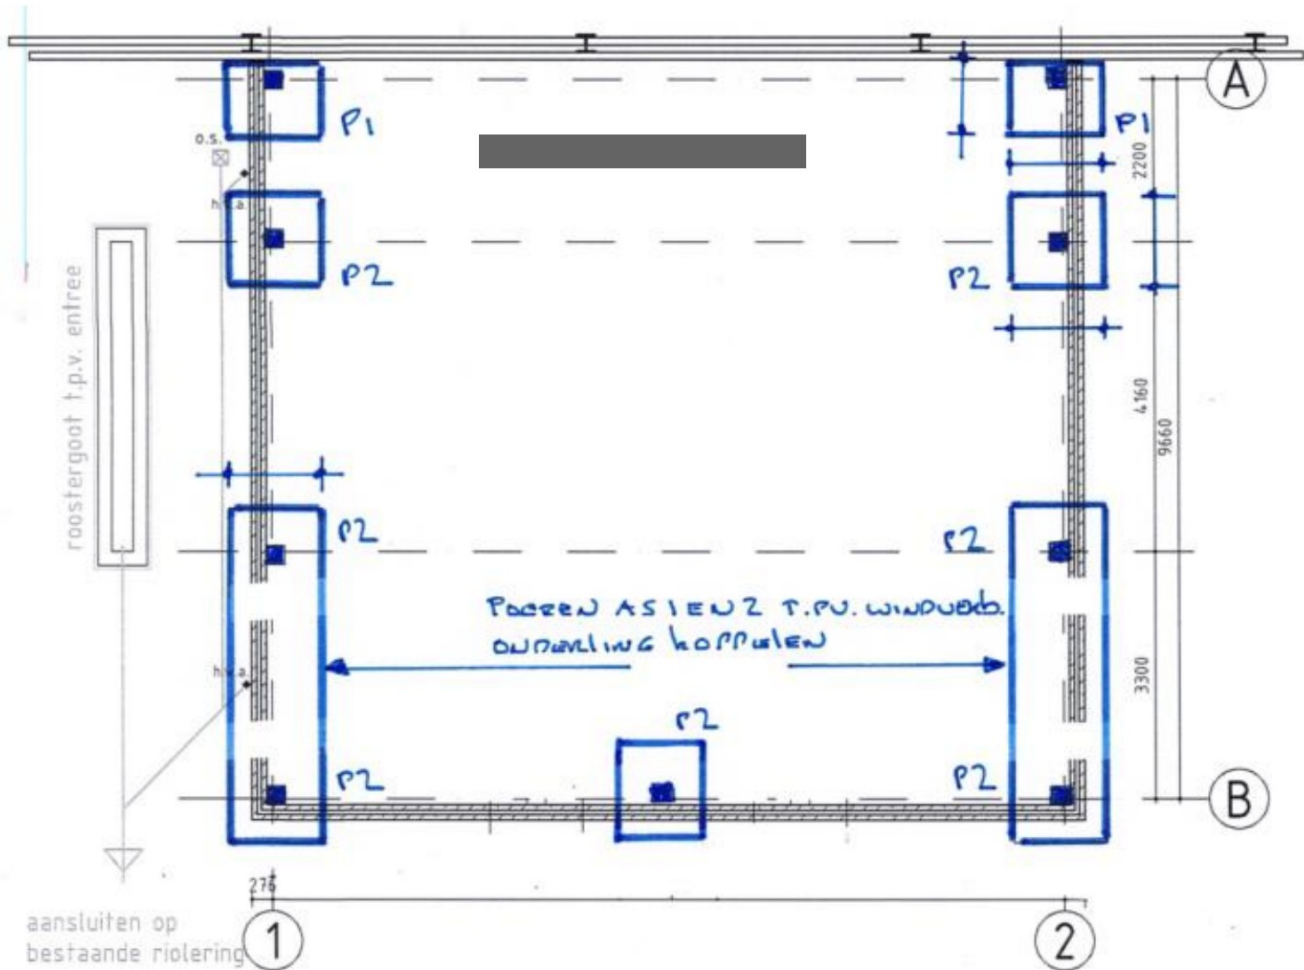 A
P1
P1
o.s.
2200
h.v.a.
P2
P2
roostergoot t.p.v. entree
4160
9660
P2
P2
POEREN AS 1 EN 2 T.P.V. WINDVERB.
ONDERLING KOPPELEN
h.v.a.
3300
P2
P2
P2
B
276
1
2
aansluiten op
bestaande riolering